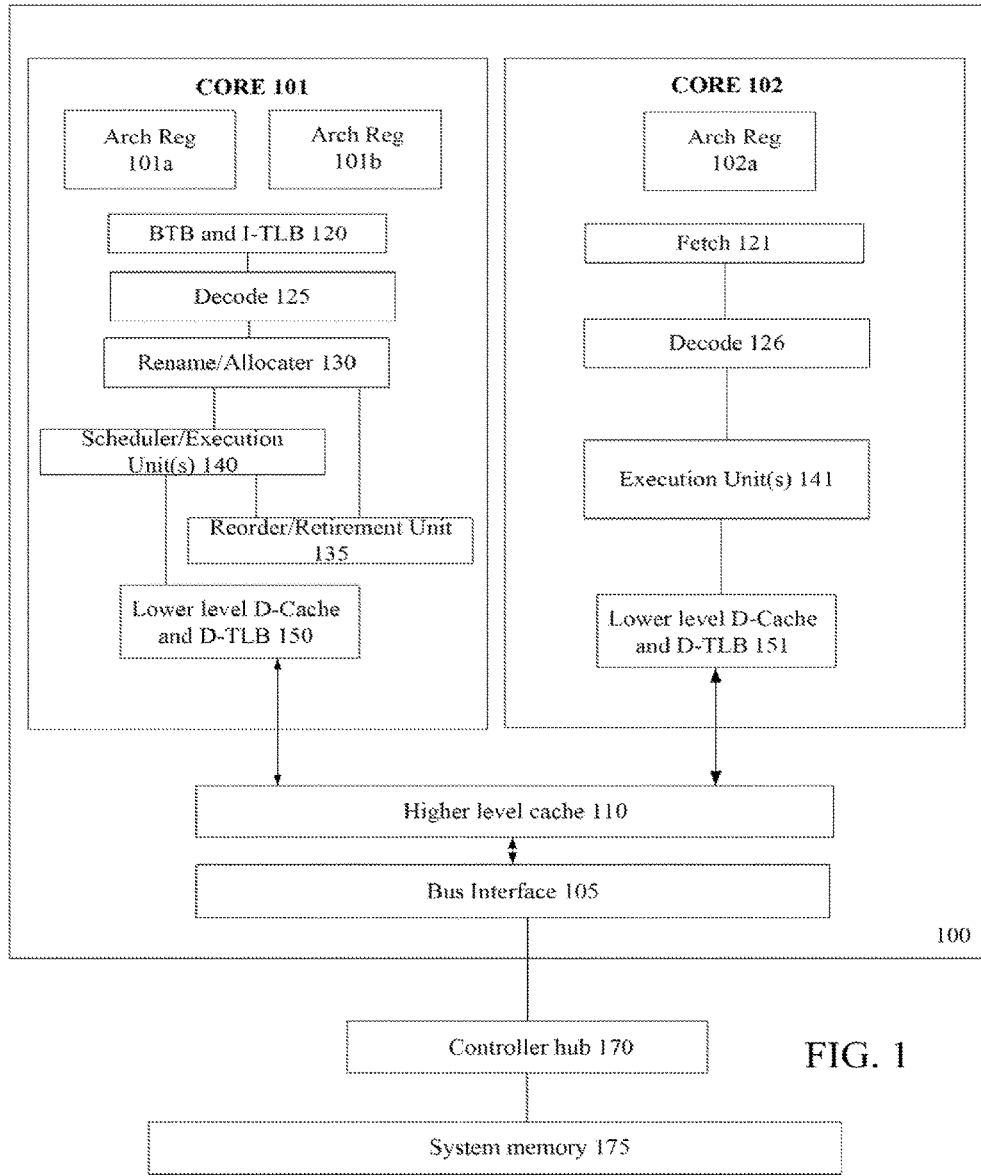 CORE 101
Arch Reg
101a
Arch Reg
101b
BTB and I-TLB 120
Decode 125
Rename/Allocater 130
Scheduler/Execution
Unit(s) 140
Reorder/Retirement Unit
135
Lower level D-Cache
and D-TLB 150
CORE 102
Arch Reg
102a
Fetch 121
Decode 126
Execution Unit(s) 141
Lower level D-Cache
and D-TLB 151
Higher level cache 110
Bus Interface 105
100
Controller hub 170
FIG. 1
System memory 175